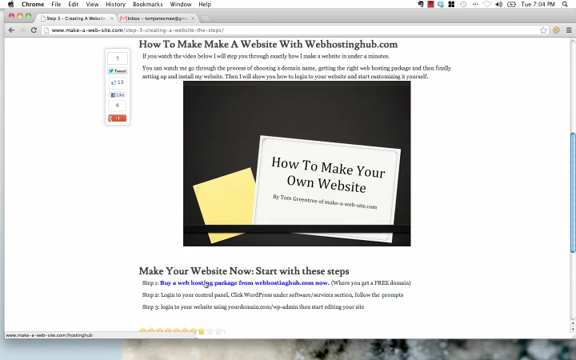 Chrome File Edit View History Bookmarks Window Help
Tue 7:04 PM
Step 3 - Creating A Website
www.make-a-web-site.com/step-3-creating-a-website-the-steps/
How To Make Make A Website With Webhostinghub.com
If you watch the video below I will step you through exactly how I make a website in under a minutes.
You can watch me go through the process of choosing a domain name, getting the right web hosting package and then finally
setting up and install my website. Then I will show you how to login to your website and start customizing it yourself.
1
Tweet
13
Like
4
How To Make Your
Own Website
By Tom Greentree of make-a-web-site.com
Make Your Website Now: Start with these steps
Step 1: Buy a web hosting package from webhostinghub.com now. (Where you get a FREE domain)
Step 2: Login to your control panel, Click WordPress under software/services section, follow the prompts
Step 3: login to your website using yourdomain.com/wp-admin then start editing your site
www.make-a-web-site.com/hostinghub